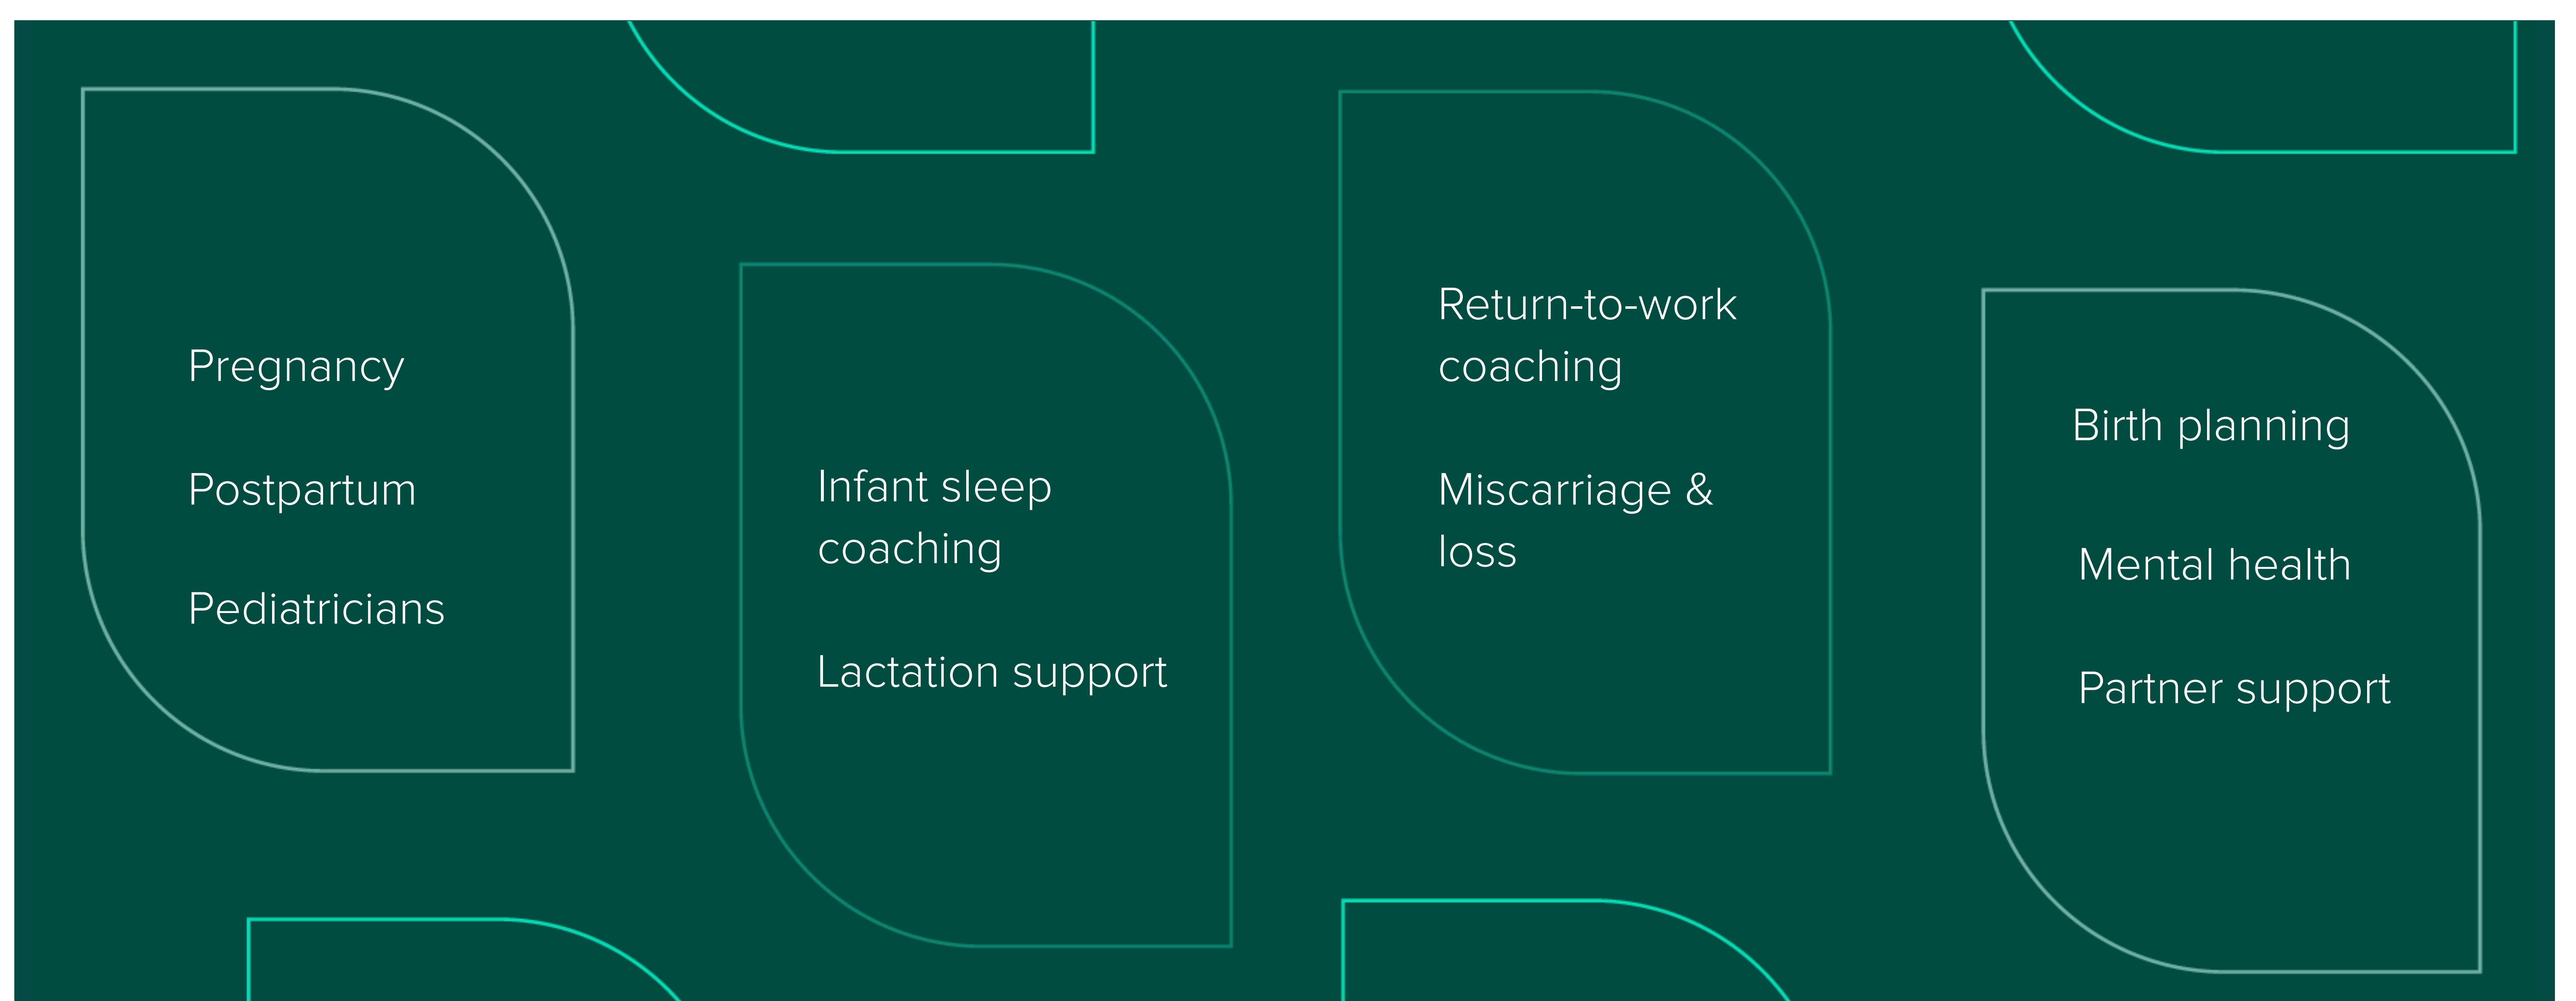 Pregnancy
Postpartum
Pediatricians
Infant sleep
coaching
Lactation support
Return-to-work
coaching
Miscarriage &
loss
Birth planning
Mental health
Partner support